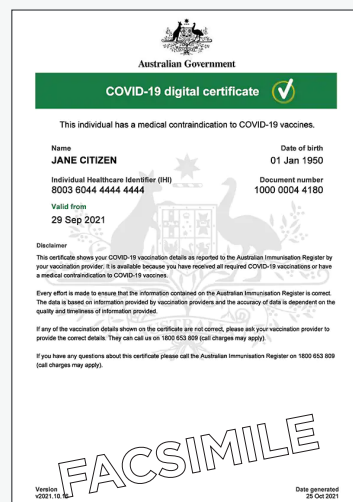 Australian Government
COVID-19 digital certificate
This individual has a medical contraindication to COVID-19 vaccines.
Name
JANE CITIZEN
Date of birth
01 Jan 1950
Individual Healthcare Identifier (IHI)
8003 6044 4444 4444
Document number
1000 0004 4180
Valid from
29 Sep 2021
Disclaimer
This certificate shows your COVID-19 vaccination details as reported to the Australian Immunisation Register by
your vaccination provider. It is available because you have received all required COVID-19 vaccinations or have
a medical contraindication to COVID-19 vaccines.
Every effort is made to ensure that the information contained on the Australian Immunisation Register is correct.
The data is based on information provided by vaccination providers and the accuracy of data is dependent on the
quality and timeliness of information provided.
If any of the vaccination details shown on the certificate are not correct, please ask your vaccination provider to
provide the correct details. They can call us on 1800 653 809 (call charges may apply).
If you have any questions about this certificate please call the Australian Immunisation Register on 1800 653 809
(call charges may apply).
FACSIMILE
Version
v2021.10.
Date generated
25 Oct 2021